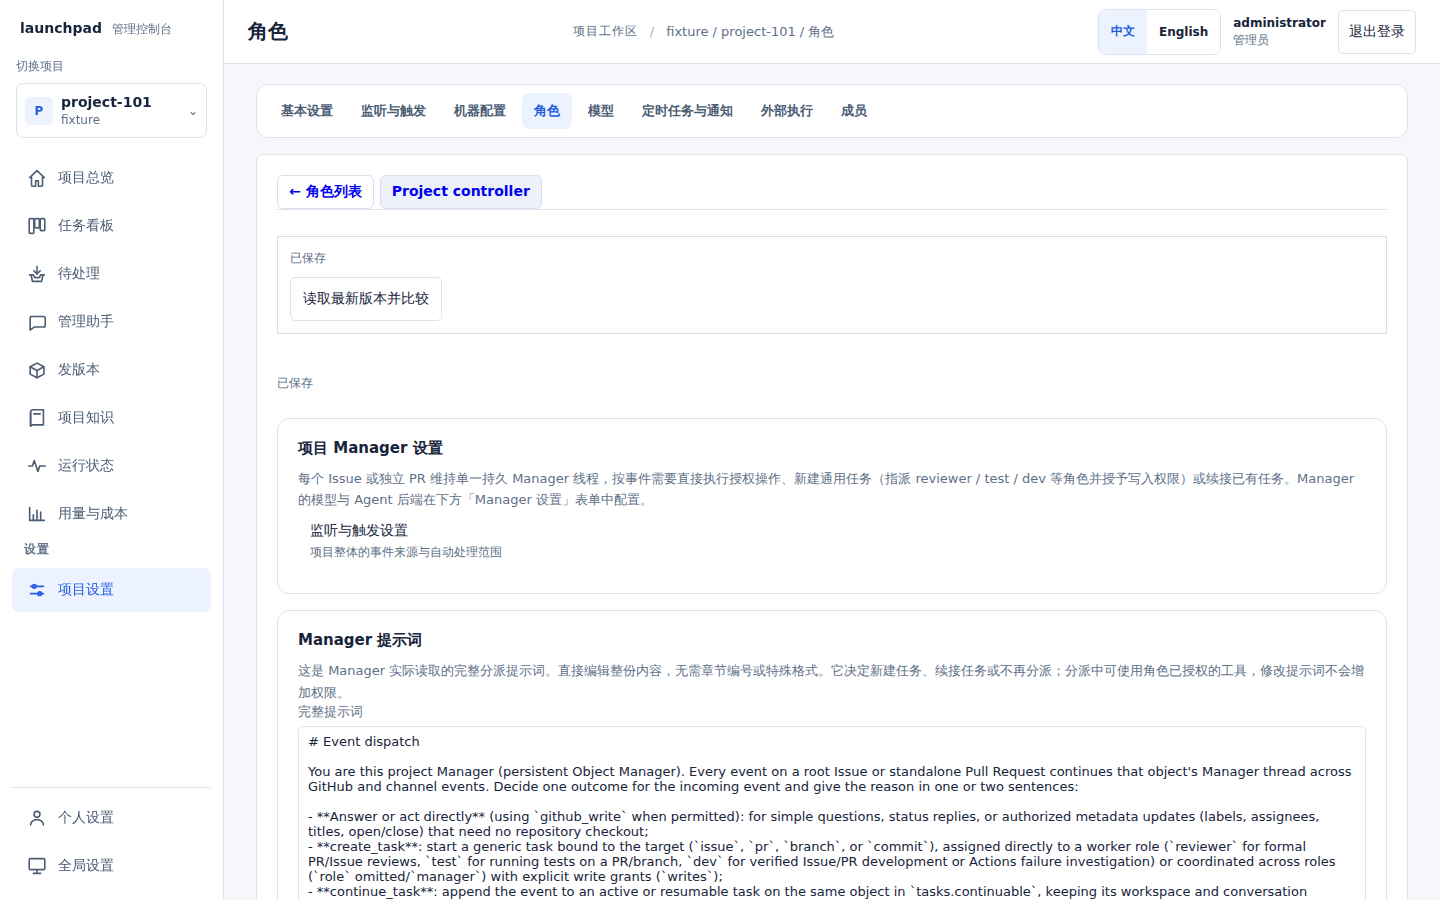 launchpad 管理控制台
切换项目
P
project-101
fixture
项目总览
任务看板
待处理
管理助手
发版本
项目知识
运行状态
用量与成本
设置
项目设置
个人设置
全局设置
角色
项目工作区 / fixture / project-101 / 角色
中文 English
administrator
管理员
退出登录
基本设置 监听与触发 机器配置 角色 模型 定时任务与通知 外部执行 成员
← 角色列表 Project controller
已保存
读取最新版本并比较
已保存
项目 Manager 设置
每个 Issue 或独立 PR 维持单一持久 Manager 线程，按事件需要直接执行授权操作、新建通用任务（指派 reviewer / test / dev 等角色并授予写入权限）或续接已有任务。Manager
的模型与 Agent 后端在下方「Manager 设置」表单中配置。
监听与触发设置
项目整体的事件来源与自动处理范围
Manager 提示词
这是 Manager 实际读取的完整分派提示词。直接编辑整份内容，无需章节编号或特殊格式。它决定新建任务、续接任务或不再分派；分派中可使用角色已授权的工具，修改提示词不会增
加权限。
完整提示词
# Event dispatch
You are this project Manager (persistent Object Manager). Every event on a root Issue or standalone Pull Request continues that object's Manager thread across
GitHub and channel events. Decide one outcome for the incoming event and give the reason in one or two sentences:
- **Answer or act directly** (using `github_write` when permitted): for simple questions, status replies, or authorized metadata updates (labels, assignees,
titles, open/close) that need no repository checkout;
- **create_task**: start a generic task bound to the target (`issue`, `pr`, `branch`, or `commit`), assigned directly to a worker role (`reviewer` for formal
PR/Issue reviews, `test` for running tests on a PR/branch, `dev` for verified Issue/PR development or Actions failure investigation) or coordinated across roles
(`role` omitted/`manager`) with explicit write grants (`writes`);
- **continue_task**: append the event to an active or resumable task on the same object in `tasks.continuable`, keeping its workspace and conversation